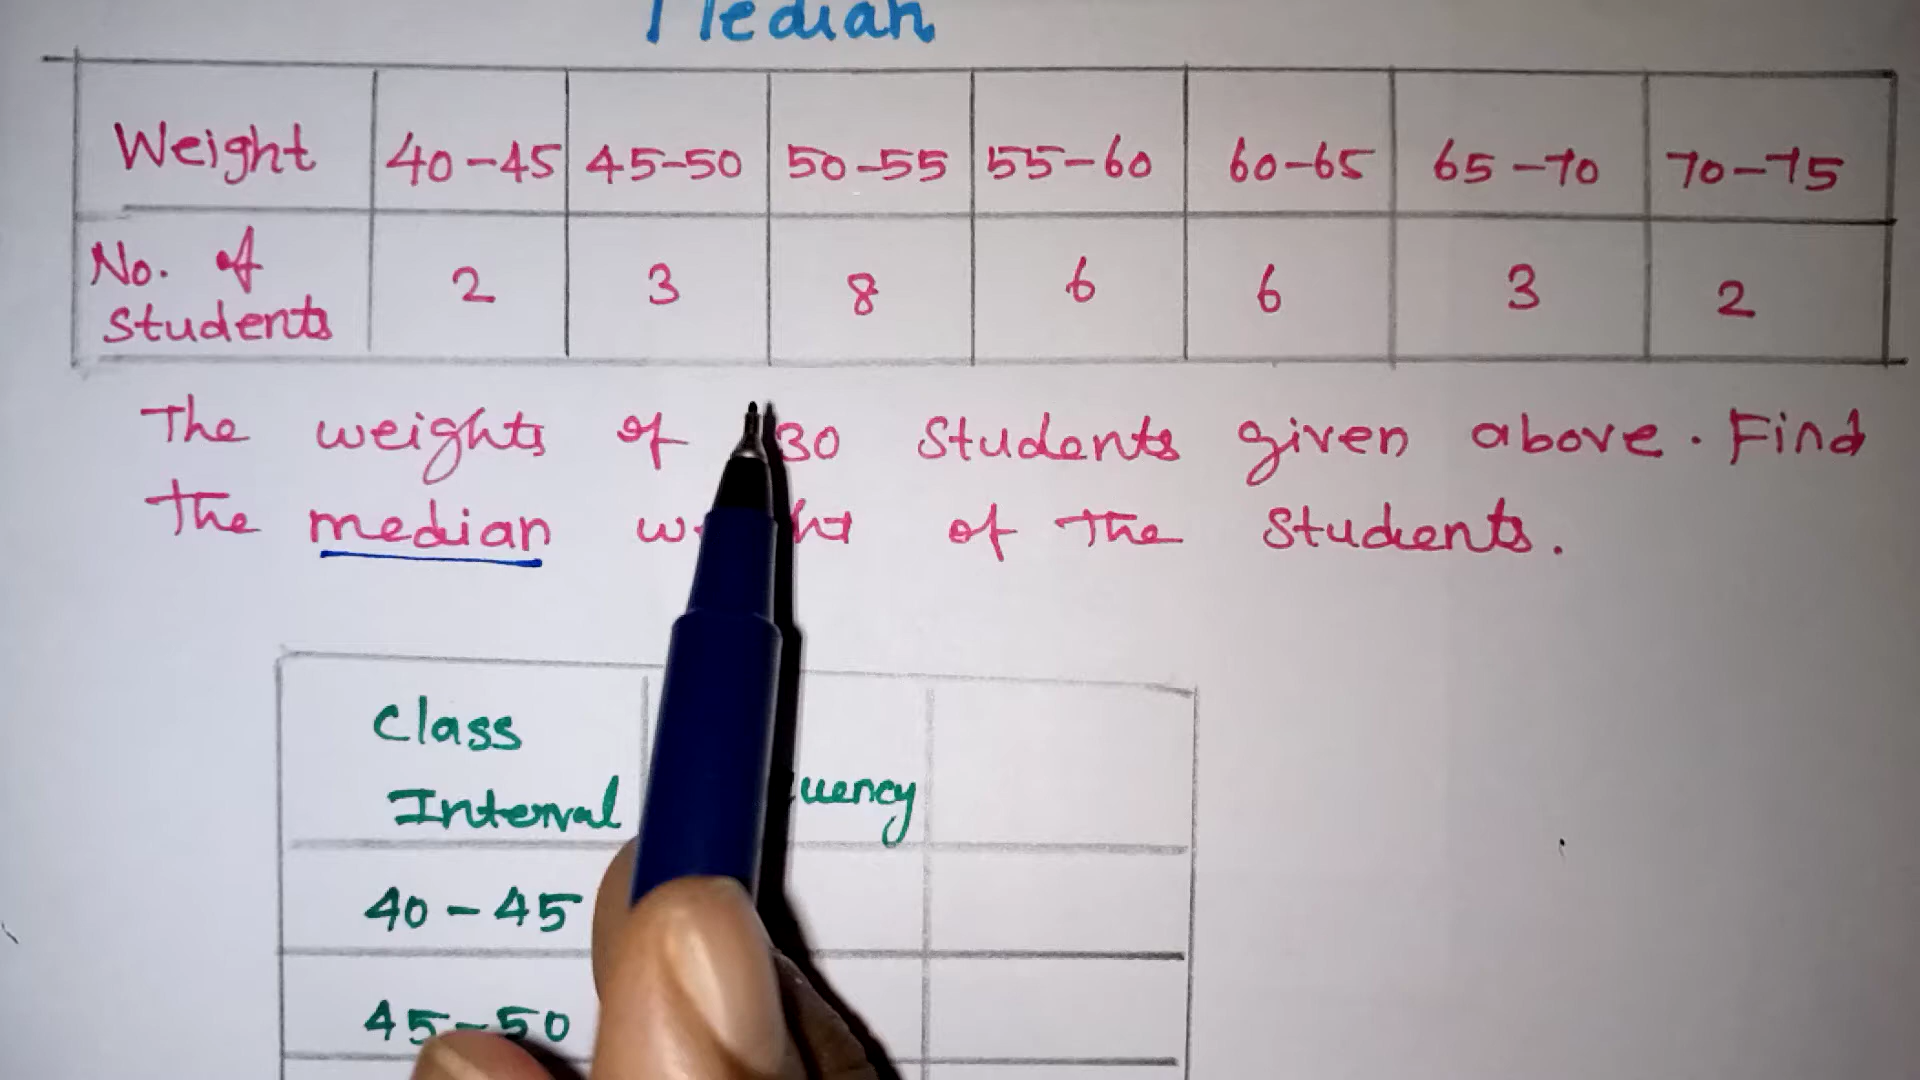 Median
Weight 40-45 45-50 50-55 55-60 60-65 65-70 70-75
No. of
Students 2 3 8 6 6 3 2
The weights of 30 students given above. Find
the median of the students.
Class
Interval
40-45
45-50